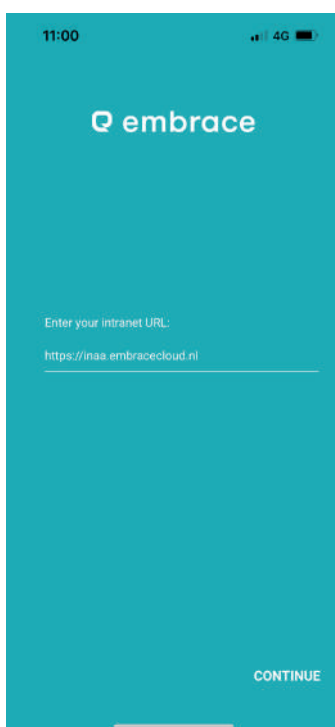 11:00 4G
embrace
Enter your intranet URL:
https://inaa.embracecloud.nl
CONTINUE